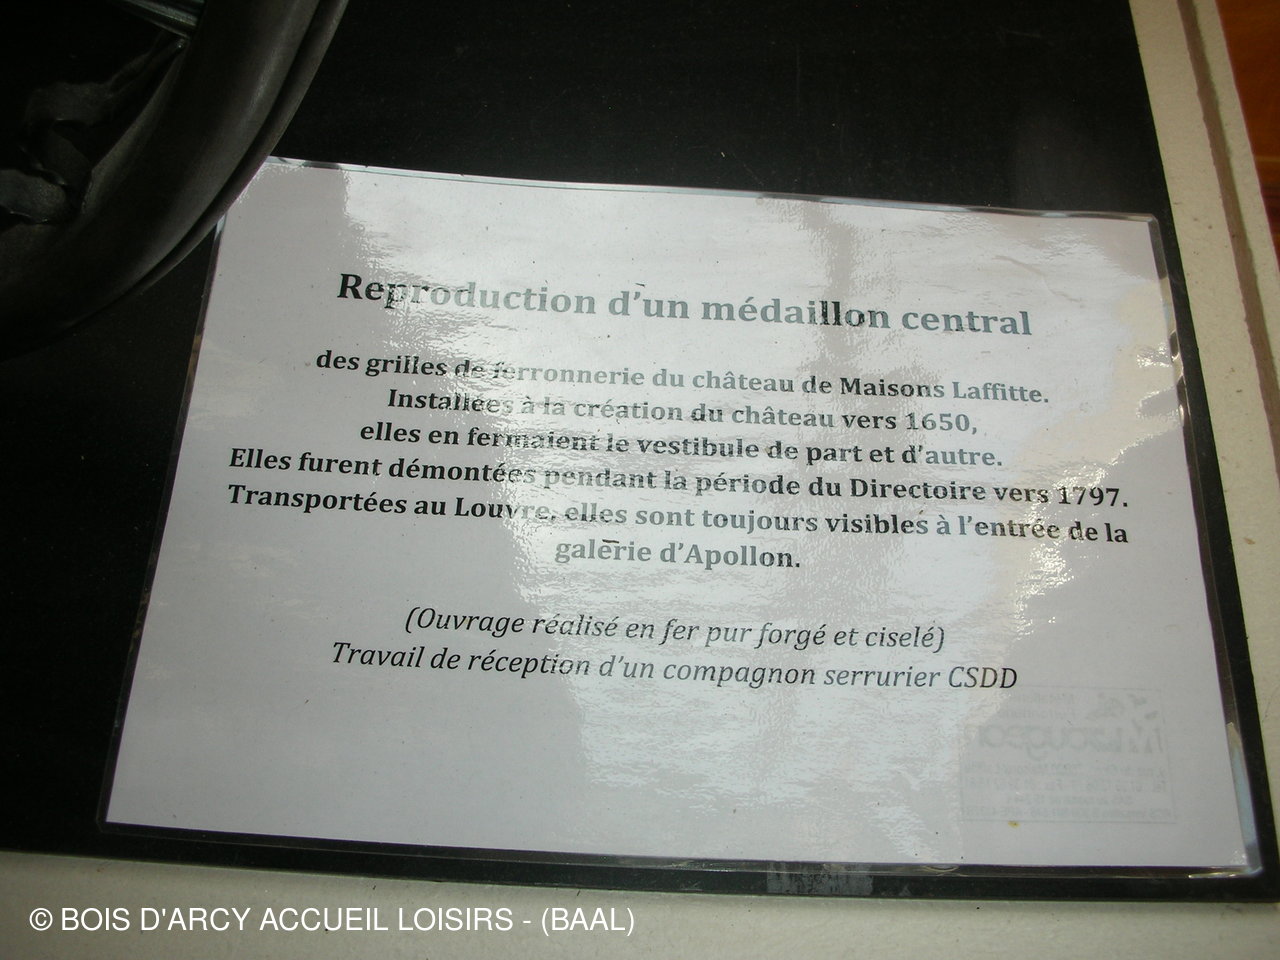 Reproduction d'un médaillon central
des grilles de ferronnerie du château de Maisons Laffitte.
Installées à la création du château vers 1650,
elles en fermaient le vestibule de part et d'autre.
Elles furent démontées pendant la période du Directoire vers 1797.
Transportées au Louvre, elles sont toujours visibles à l'entrée de la
galerie d'Apollon.
(Ouvrage réalisé en fer pur forgé et ciselé)
Travail de réception d'un compagnon serrurier CSDD
© BOIS D'ARCY ACCUEIL LOISIRS - (BAAL)